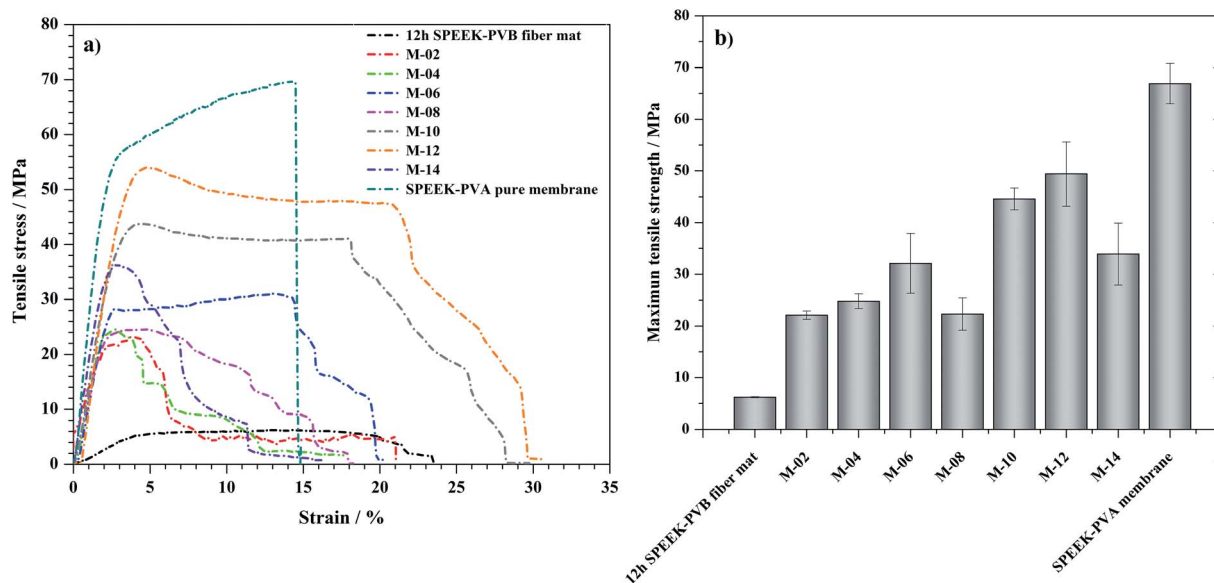 a)
12h SPEEK-PVB fiber mat
M-02
M-04
M-06
M-08
M-10
M-12
M-14
SPEEK-PVA pure membrane
Tensile stress / MPa
80
70
60
50
40
30
20
10
0
0 5 10 15 20 25 30 35
Strain / %
b)
Maximun tensile strength / MPa
80
70
60
50
40
30
20
10
0
12h SPEEK-PVB fiber mat
M-02
M-04
M-06
M-08
M-10
M-12
M-14
SPEEK-PVA membrane